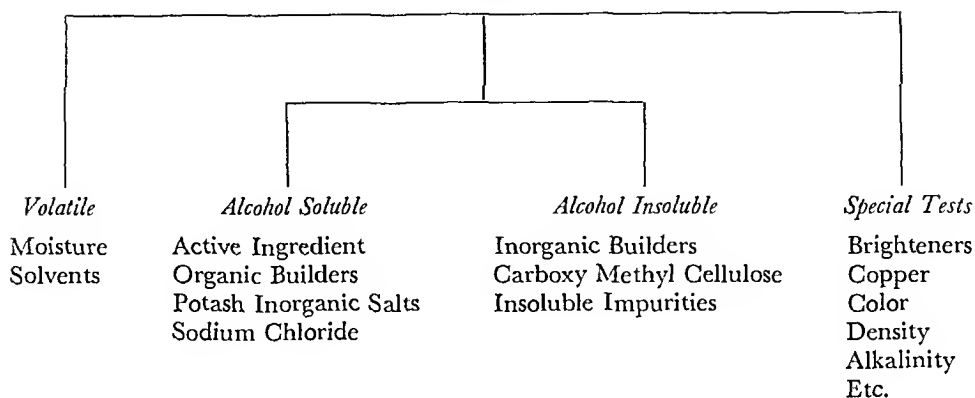 Volatile
Moisture
Solvents
Alcohol Soluble
Active Ingredient
Organic Builders
Potash Inorganic Salts
Sodium Chloride
Alcohol Insoluble
Inorganic Builders
Carboxy Methyl Cellulose
Insoluble Impurities
Special Tests
Brighteners
Copper
Color
Density
Alkalinity
Etc.